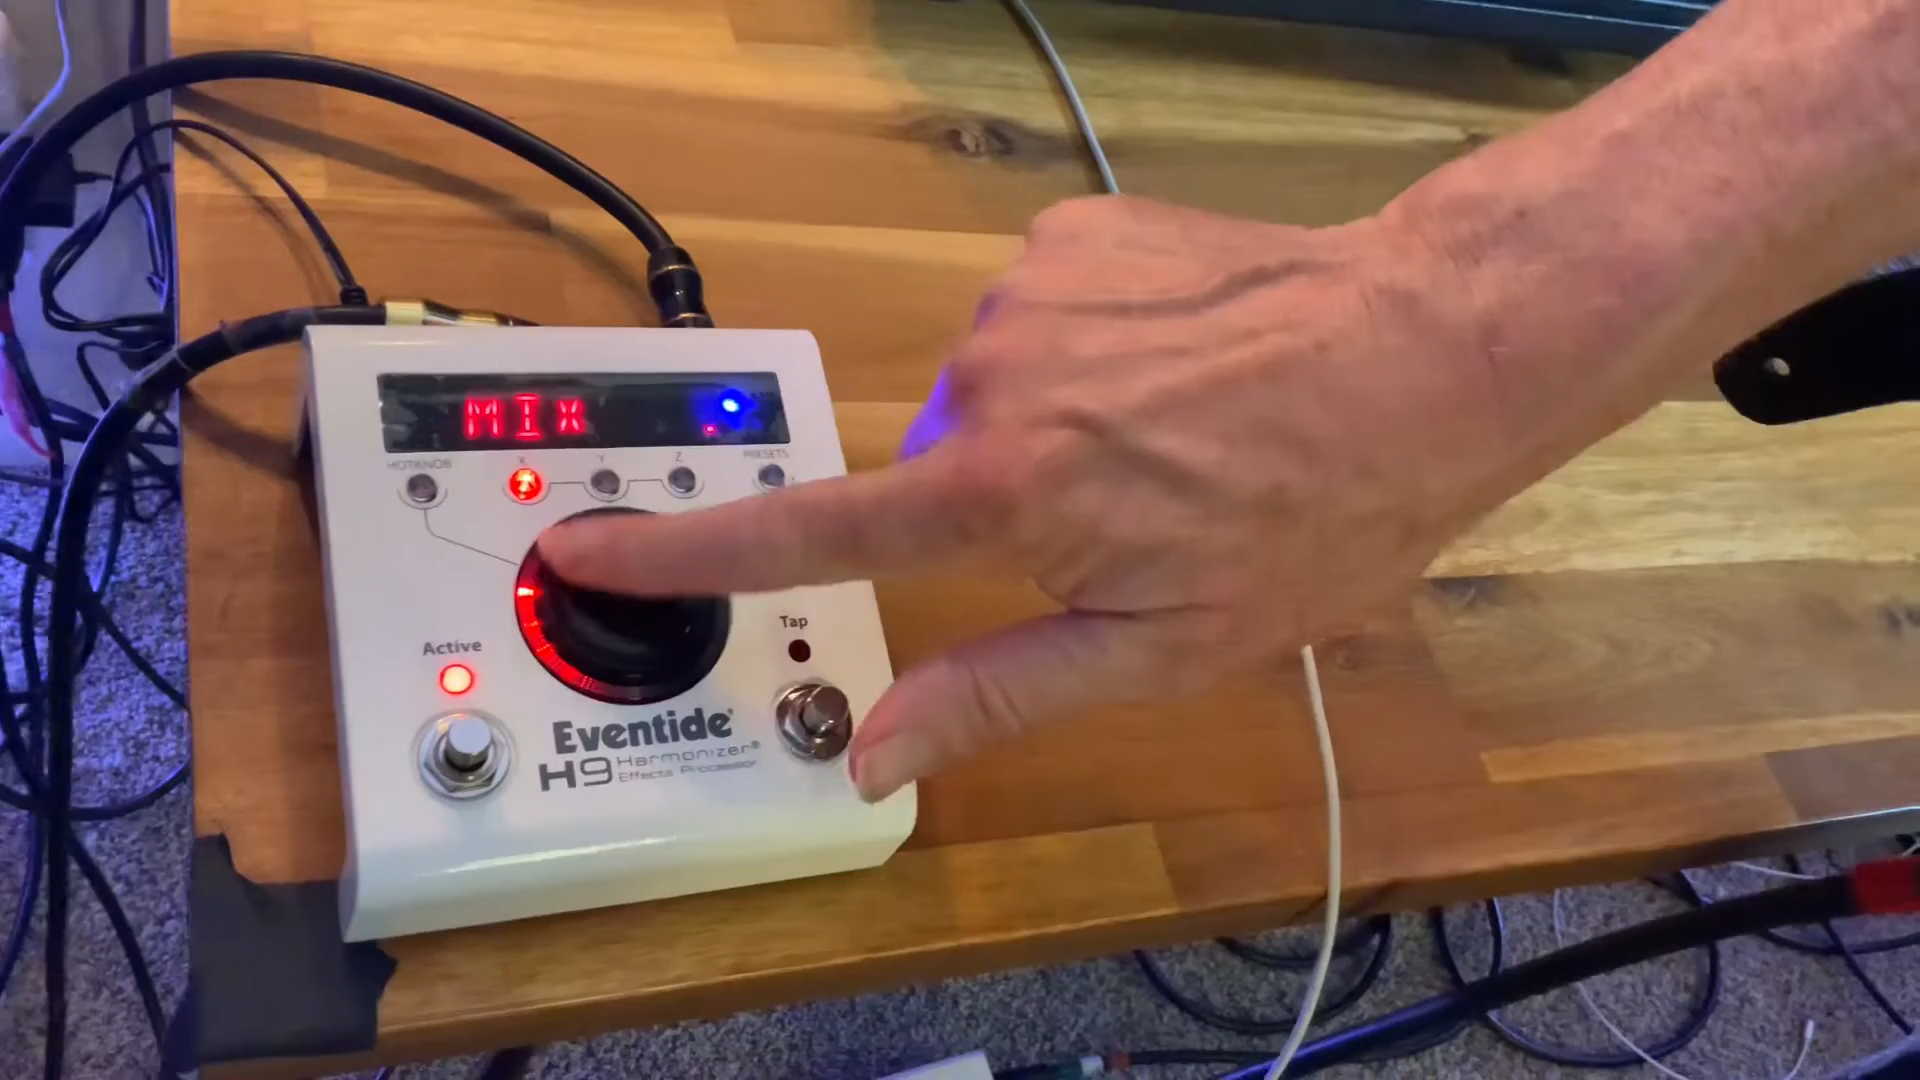 MIX
HOTKNOB X Y Z PRESETS
Active
Tap
Eventide®
H9 Harmonizer®
Effects Processor